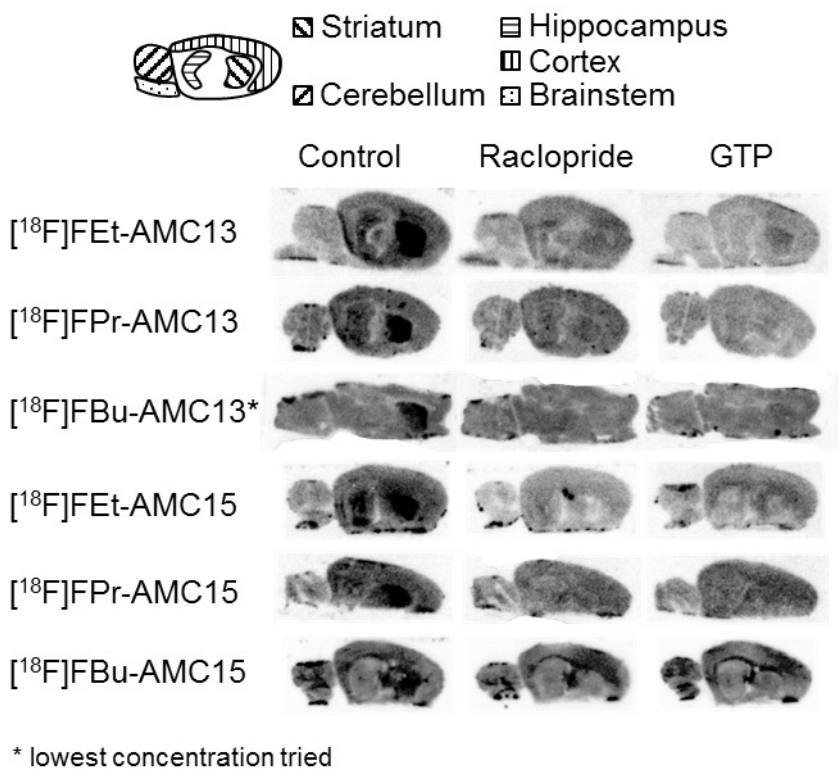 Striatum Hippocampus
Cortex
Cerebellum Brainstem
Control Raclopride GTP
[¹⁸F]FEt-AMC13
[¹⁸F]FPr-AMC13
[¹⁸F]FBu-AMC13*
[¹⁸F]FEt-AMC15
[¹⁸F]FPr-AMC15
[¹⁸F]FBu-AMC15
* lowest concentration tried